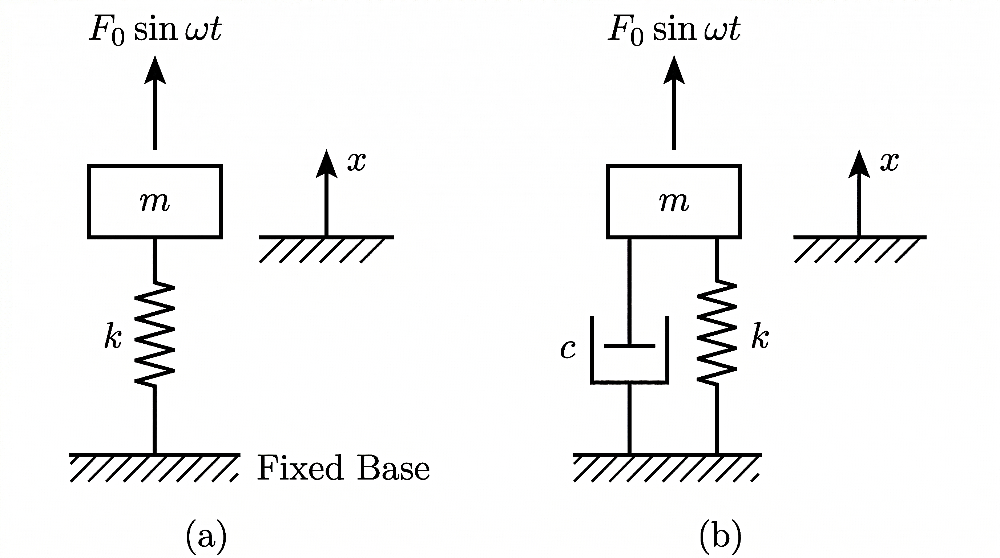 F₀ sin ωt
m
x
k
Fixed Base
(a)
F₀ sin ωt
m
x
c
k
(b)